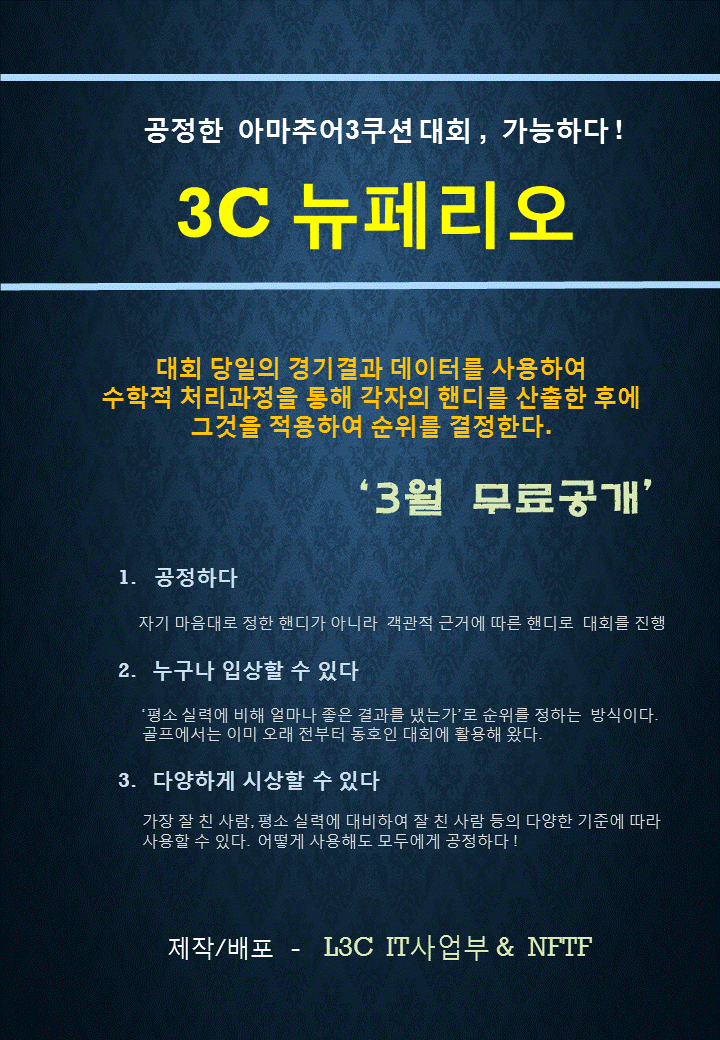 공정한 아마추어3쿠션 대회 , 가능하다 !
3C 뉴페리오
대회 당일의 경기결과 데이터를 사용하여
수학적 처리과정을 통해 각자의 핸디를 산출한 후에
그것을 적용하여 순위를 결정한다.
‘3월 무료공개’
1. 공정하다
자기 마음대로 정한 핸디가 아니라 객관적 근거에 따른 핸디로 대회를 진행
2. 누구나 입상할 수 있다
‘평소 실력에 비해 얼마나 좋은 결과를 냈는가’로 순위를 정하는 방식이다.
골프에서는 이미 오래 전부터 동호인 대회에 활용해 왔다.
3. 다양하게 시상할 수 있다
가장 잘 친 사람, 평소 실력에 대비하여 잘 친 사람 등의 다양한 기준에 따라
사용할 수 있다. 어떻게 사용해도 모두에게 공정하다 !
제작/배포 - L3C IT사업부 & NFTF